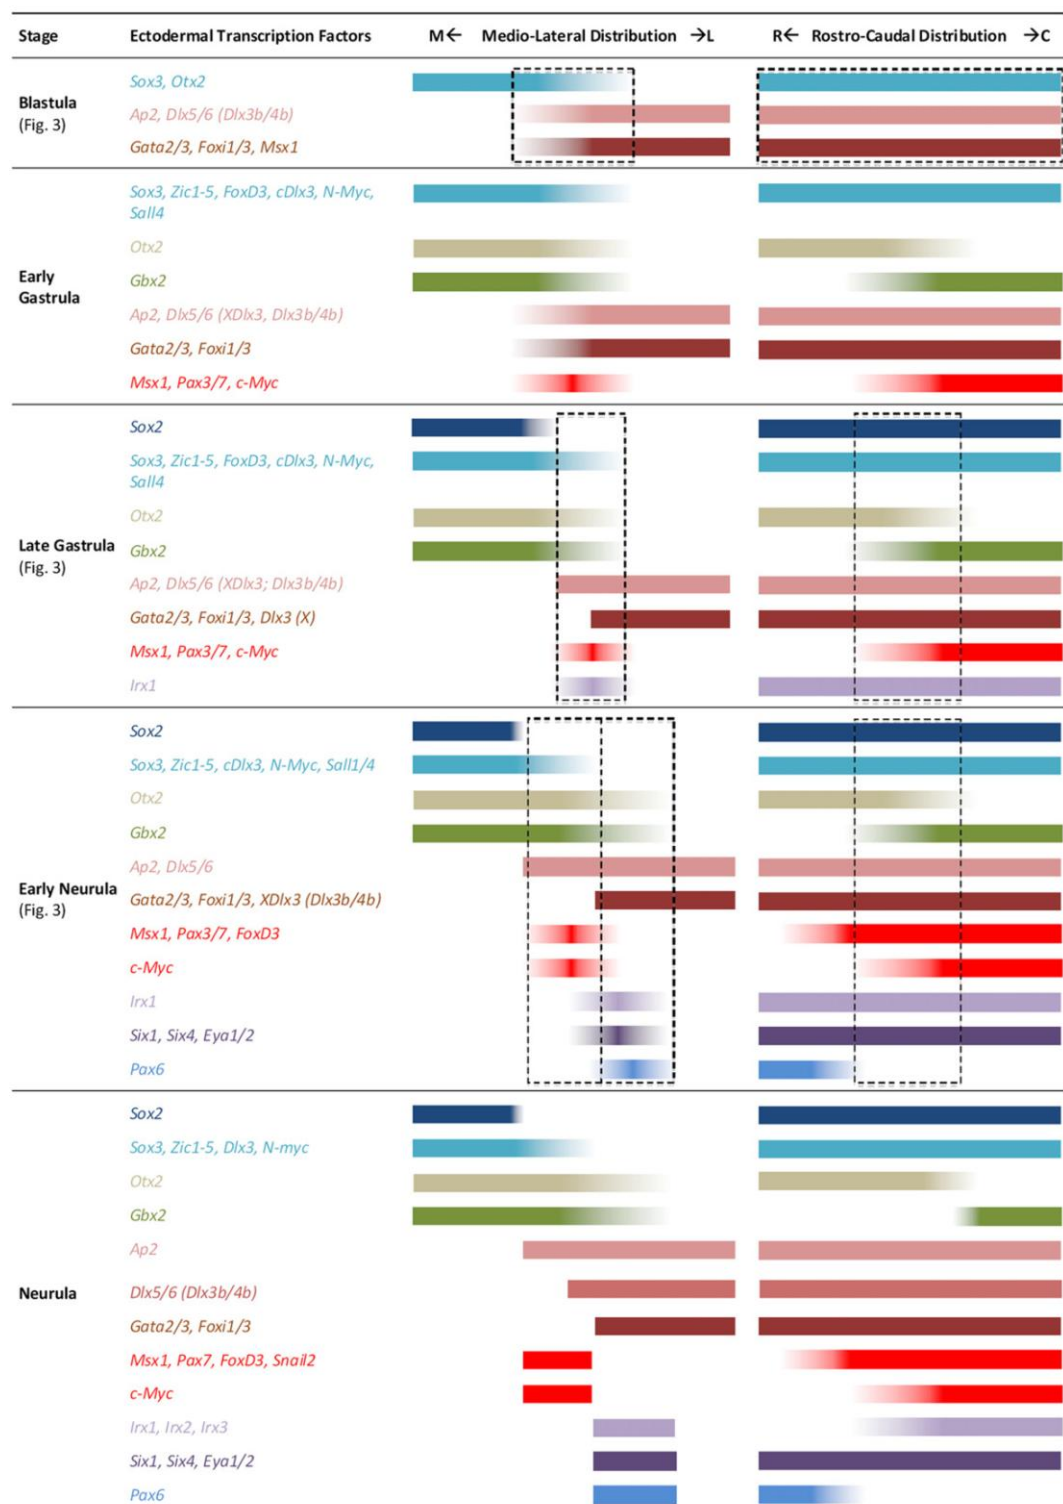 Stage Ectodermal Transcription Factors M← Medio-Lateral Distribution →L R← Rostro-Caudal Distribution →C
Blastula
(Fig. 3)
Sox3, Otx2
Ap2, Dlx5/6 (Dlx3b/4b)
Gata2/3, Foxi1/3, Msx1
Early
Gastrula
Sox3, Zic1-5, FoxD3, cDlx3, N-Myc,
Sall4
Otx2
Gbx2
Ap2, Dlx5/6 (XDlx3, Dlx3b/4b)
Gata2/3, Foxi1/3
Msx1, Pax3/7, c-Myc
Late Gastrula
(Fig. 3)
Sox2
Sox3, Zic1-5, FoxD3, cDlx3, N-Myc,
Sall4
Otx2
Gbx2
Ap2, Dlx5/6 (XDlx3; Dlx3b/4b)
Gata2/3, Foxi1/3, Dlx3 (X)
Msx1, Pax3/7, c-Myc
Irx1
Early Neurula
(Fig. 3)
Sox2
Sox3, Zic1-5, cDlx3, N-Myc, Sall1/4
Otx2
Gbx2
Ap2, Dlx5/6
Gata2/3, Foxi1/3, XDlx3 (Dlx3b/4b)
Msx1, Pax3/7, FoxD3
c-Myc
Irx1
Six1, Six4, Eya1/2
Pax6
Neurula
Sox2
Sox3, Zic1-5, Dlx3, N-myc
Otx2
Gbx2
Ap2
Dlx5/6 (Dlx3b/4b)
Gata2/3, Foxi1/3
Msx1, Pax7, FoxD3, Snail2
c-Myc
Irx1, Irx2, Irx3
Six1, Six4, Eya1/2
Pax6